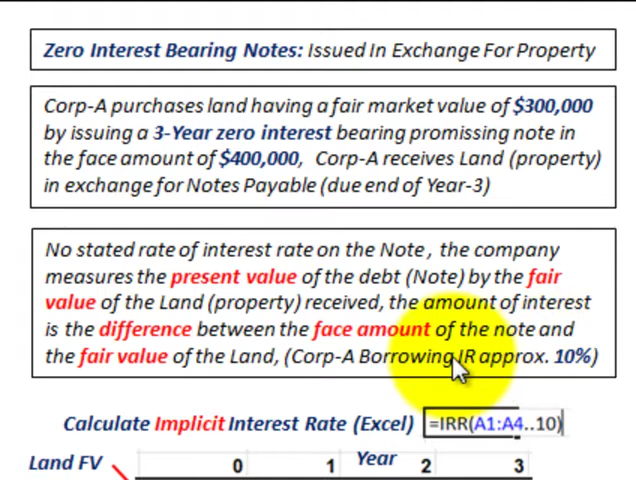 Zero Interest Bearing Notes: Issued In Exchange For Property
Corp-A purchases land having a fair market value of $300,000
by issuing a 3-Year zero interest bearing promissing note in
the face amount of $400,000, Corp-A receives Land (property)
in exchange for Notes Payable (due end of Year-3)
No stated rate of interest rate on the Note , the company
measures the present value of the debt (Note) by the fair
value of the Land (property) received, the amount of interest
is the difference between the face amount of the note and
the fair value of the Land, (Corp-A Borrowing IR approx. 10%)
Calculate Implicit Interest Rate (Excel) =IRR(A1:A4..10)
Land FV 0 1 Year 2 3